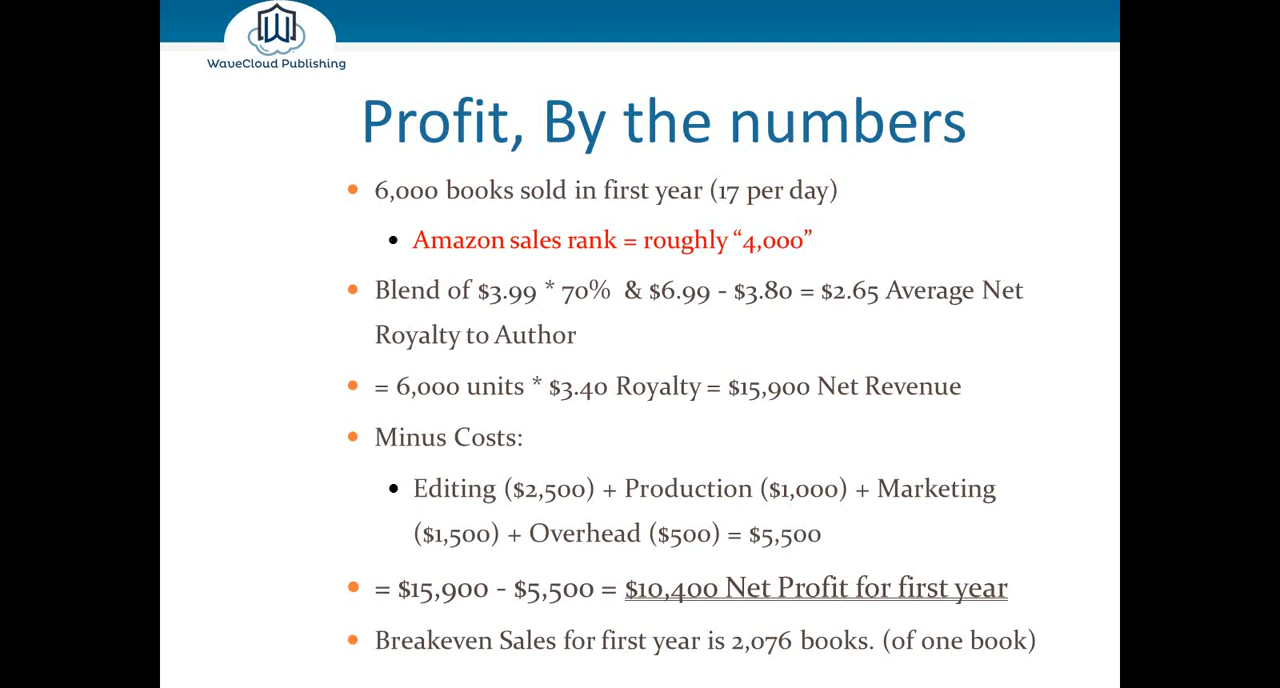 WaveCloud Publishing
Profit, By the numbers
6,000 books sold in first year (17 per day)
Amazon sales rank = roughly “4,000”
Blend of $3.99 * 70% & $6.99 - $3.80 = $2.65 Average Net
Royalty to Author
= 6,000 units * $3.40 Royalty = $15,900 Net Revenue
Minus Costs:
Editing ($2,500) + Production ($1,000) + Marketing
($1,500) + Overhead ($500) = $5,500
= $15,900 - $5,500 = $10,400 Net Profit for first year
Breakeven Sales for first year is 2,076 books. (of one book)